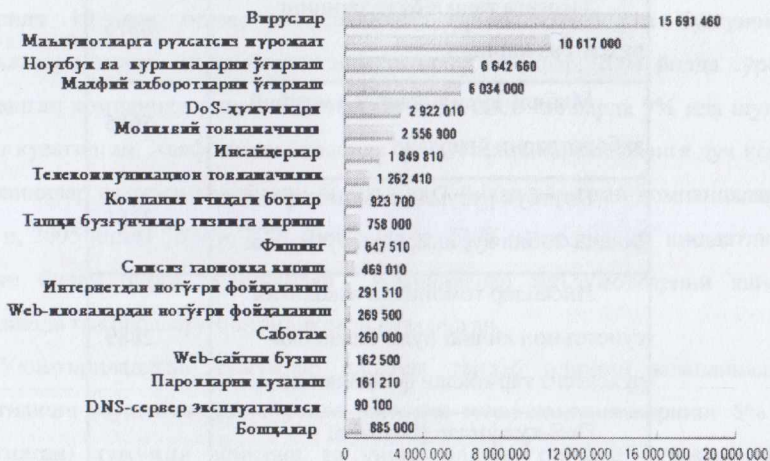 Вируслар 15 691 460
Маълумотларга рухсатсиз мурожаат 10 617 000
Ноутбук ва қурилмаларни ўғирлаш 6 642 660
Махфий ахборотларни ўғирлаш 6 034 000
DoS-ҳужумлари 2 922 010
Молиявий товламачилик 2 556 900
Инсайдерлар 1 849 810
Телекоммуникацион товламачилик 1 262 410
Компания ичидаги ботлар 923 700
Ташқи бузғунчилар тизимга кириши 758 000
Фишинг 647 510
Симсиз тармоққа кириш 469 010
Интернетдан нотўғри фойдаланиш 291 510
Web-иловалардан нотўғри фойдаланиш 269 500
Саботаж 260 000
Web-сайтни бузиш 162 500
Паролларни кузатиш 161 210
DNS-сервер эксплуатацияси 90 100
Бошқалар 885 000
0 4 000 000 8 000 000 12 000 000 16 000 000 20 000 000